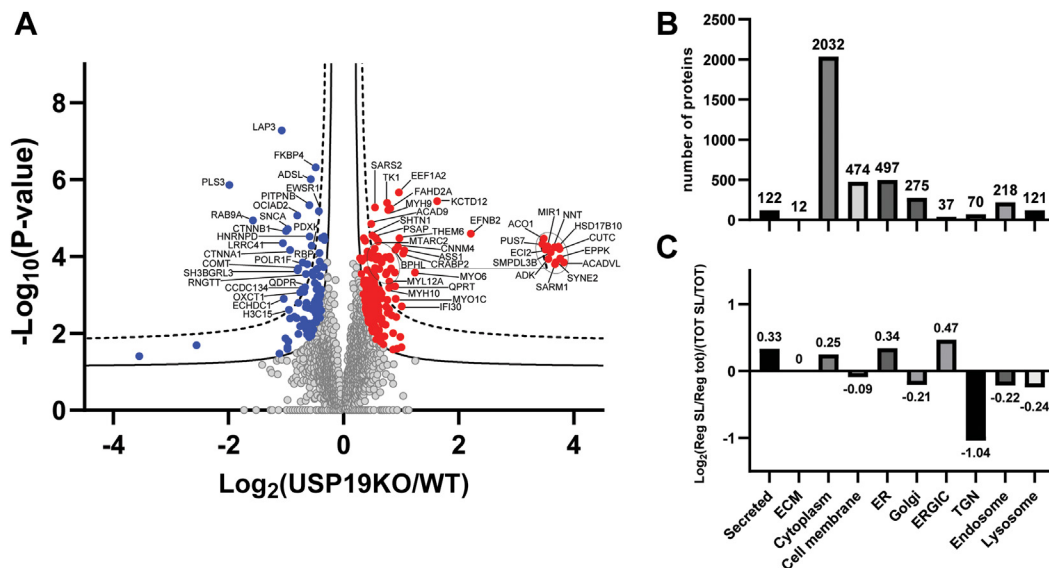 A
-Log10(P-value)
8
6
4
2
0
-4
-2
0
2
4
Log2(USP19KO/WT)
LAP3
FKBP4
PLS3
ADSL
EWSR1
PITPNB
OCIAD2
RAB9A
SNCA
CTNNB1
PDXK
HNRNPD
LRRC41
CTNNA1
RBP1
COMT
POLR1F
SH3BGRL3
RNGTT
QDPR
CCDC134
OXCT1
ECHDC1
H3C15
SARS2
TK1
EEF1A2
FAHD2A
MYH9
KCTD12
ACAD9
SHTN1
EFNB2
PSAP
THEM6
MTARC2
CNNM4
ASS1
CRABP2
BPHL
MYO6
MYL12A
QPRT
MYH10
MYO1C
IFI30
MIR1
NNT
ACO1
HSD17B10
PUS7
CUTC
ECI2
EPPK
SMPDL3B
ACADVL
ADK
SYNE2
SARM1
B
number of proteins
2500
2000
1500
1000
500
0
122
12
2032
474
497
275
37
70
218
121
C
Log2(Reg SL/Reg tot)/(TOT SL/TOT)
1
0
-1
0.33
0
0.25
-0.09
0.34
-0.21
0.47
-1.04
-0.22
-0.24
Secreted
ECM
Cytoplasm
Cell membrane
ER
Golgi
ERGIC
TGN
Endosome
Lysosome